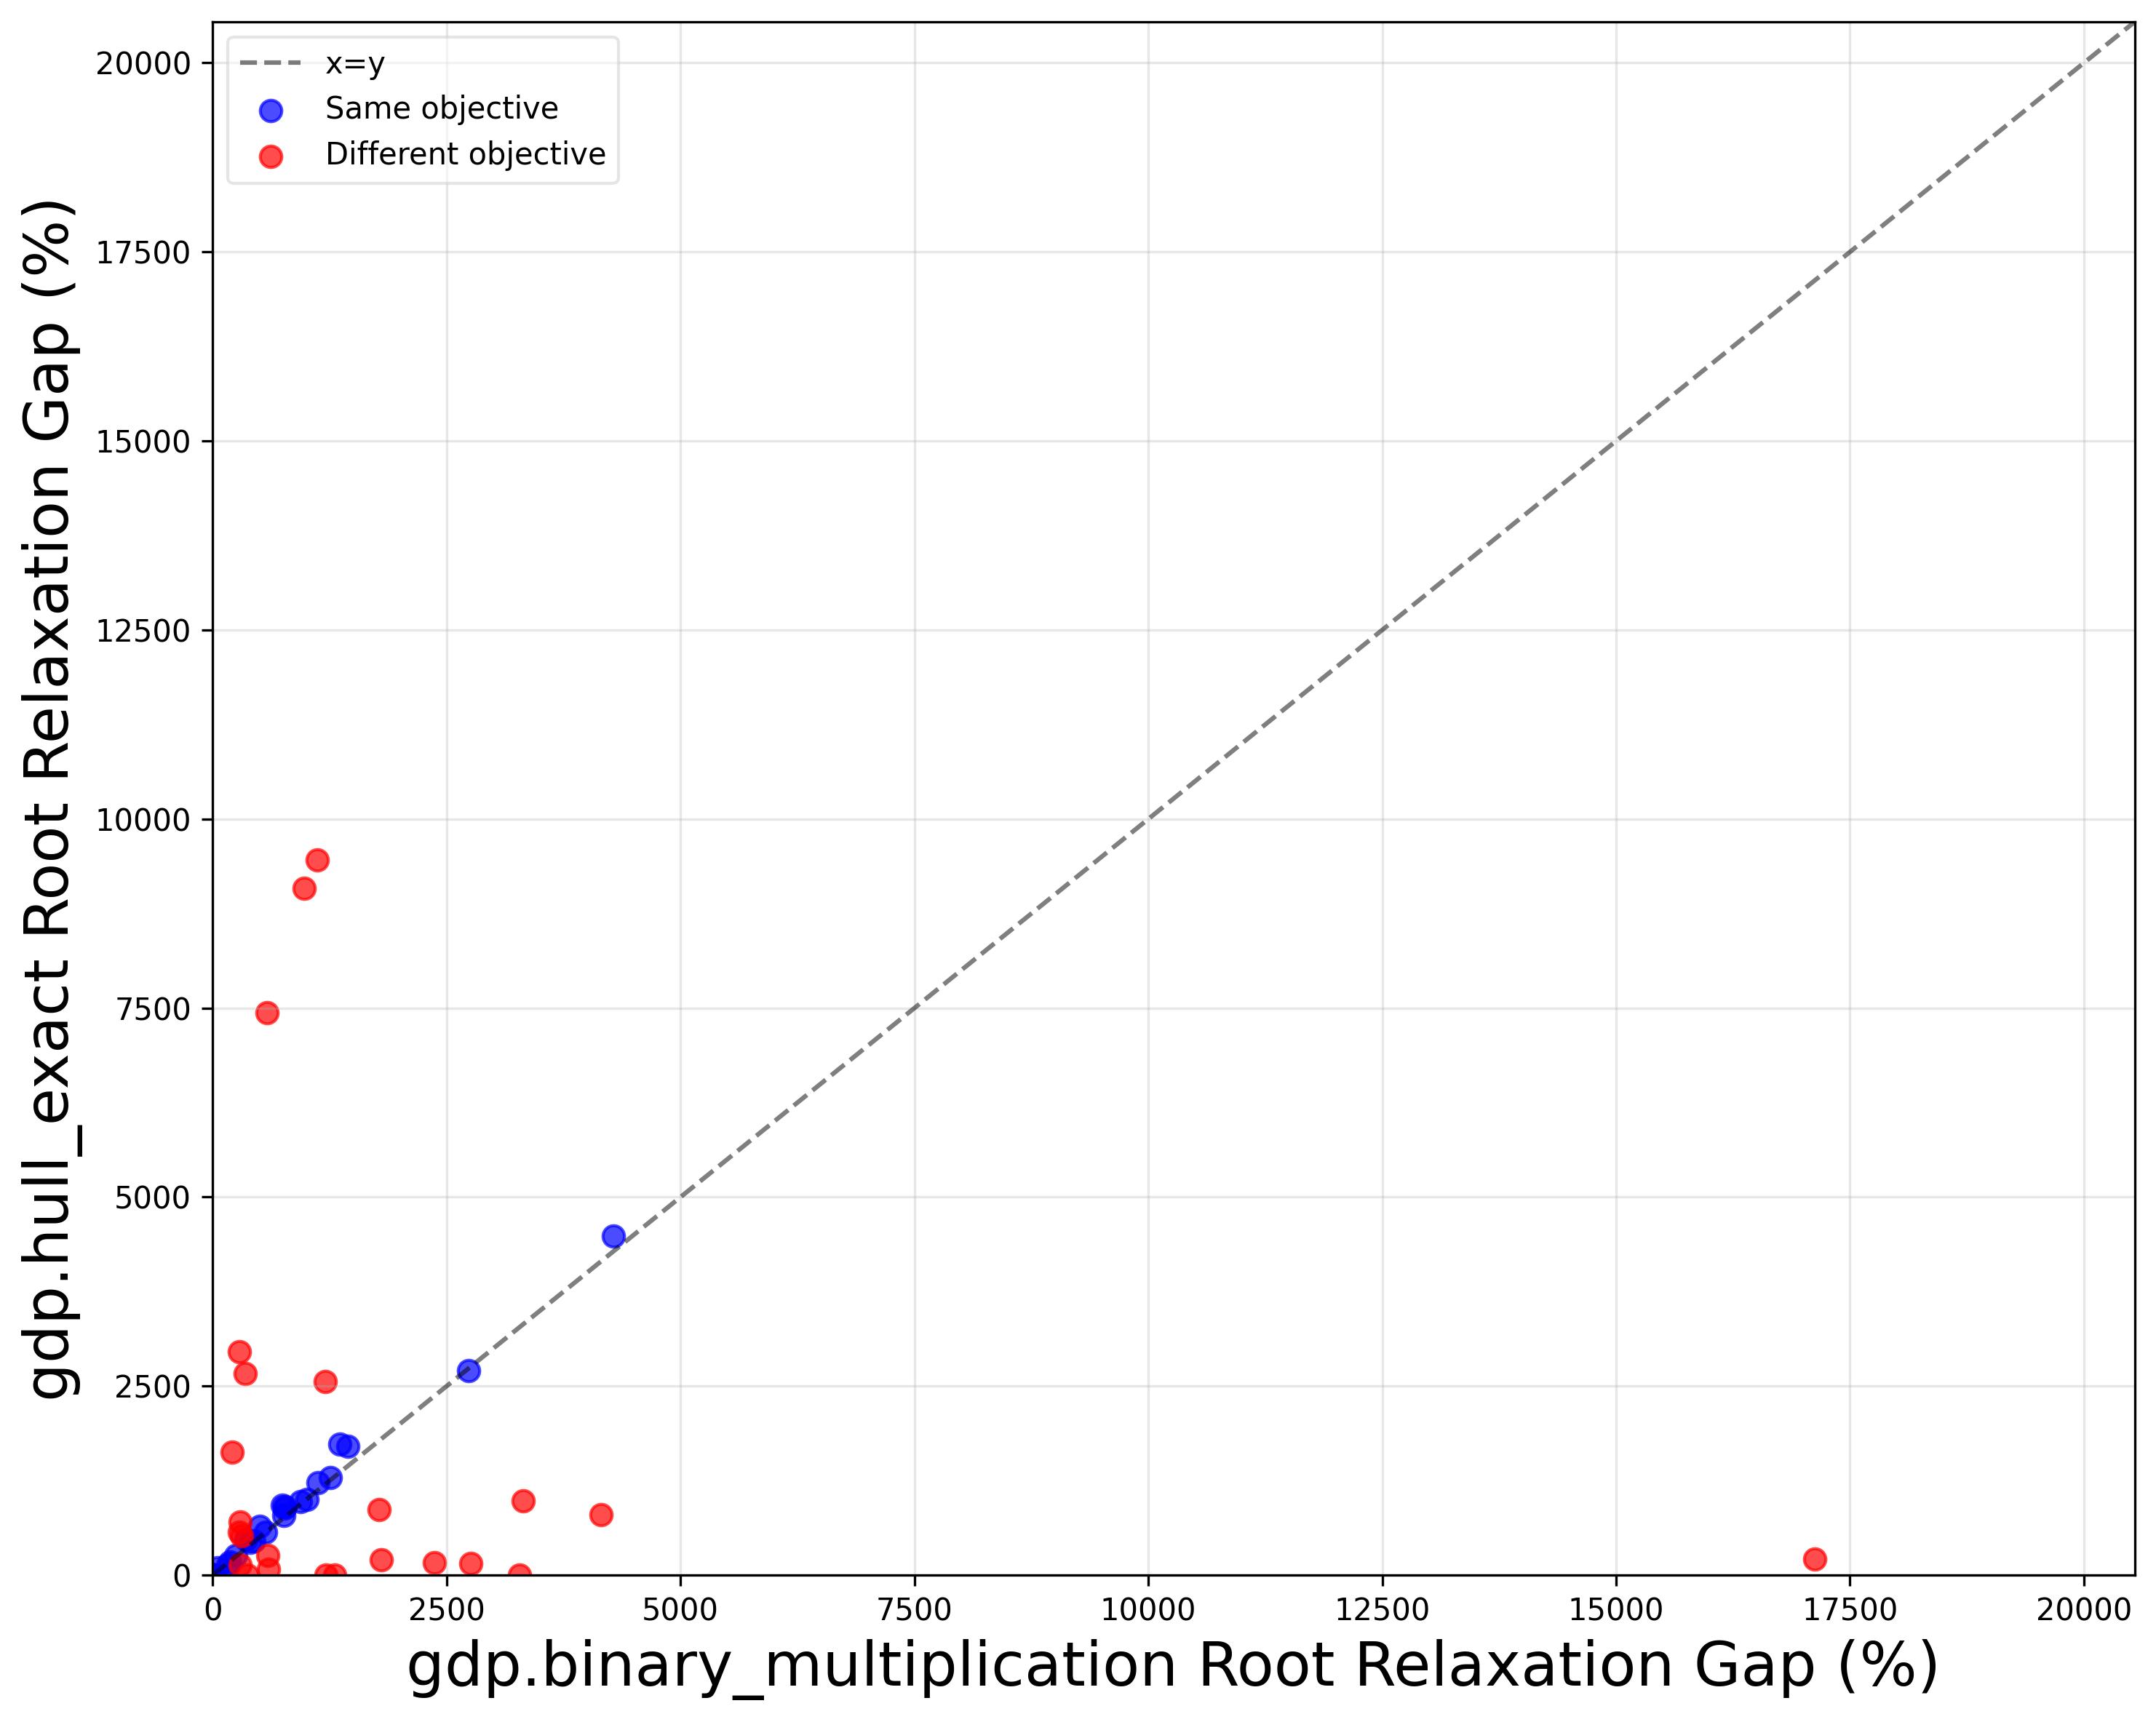 x=y
Same objective
Different objective
20000
17500
15000
12500
10000
7500
5000
2500
0
gdp.hull_exact Root Relaxation Gap (%)
0 2500 5000 7500 10000 12500 15000 17500 20000
gdp.binary_multiplication Root Relaxation Gap (%)